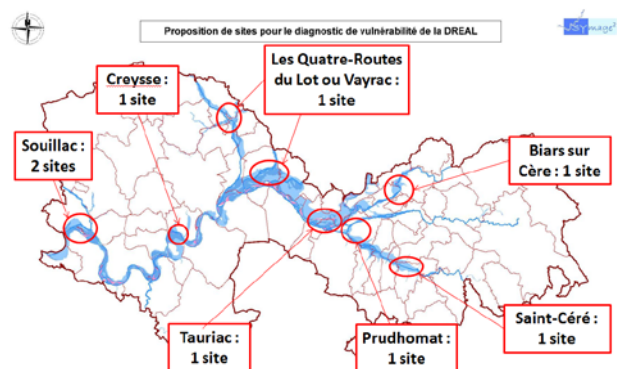 Proposition de sites pour le diagnostic de vulnérabilité de la DREAL
Les Quatre-Routes
du Lot ou Vayrac :
1 site
Creysse :
1 site
Souillac :
2 sites
Biars sur
Cère : 1 site
Tauriac :
1 site
Prudhomat :
1 site
Saint-Céré :
1 site